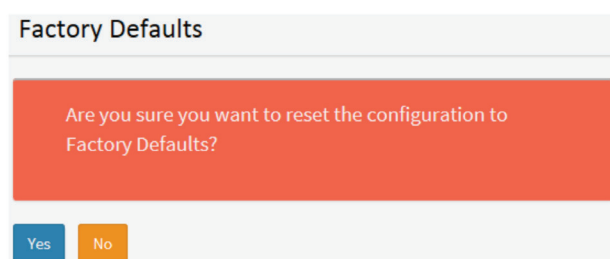 Factory Defaults
Are you sure you want to reset the configuration to
Factory Defaults?
Yes No